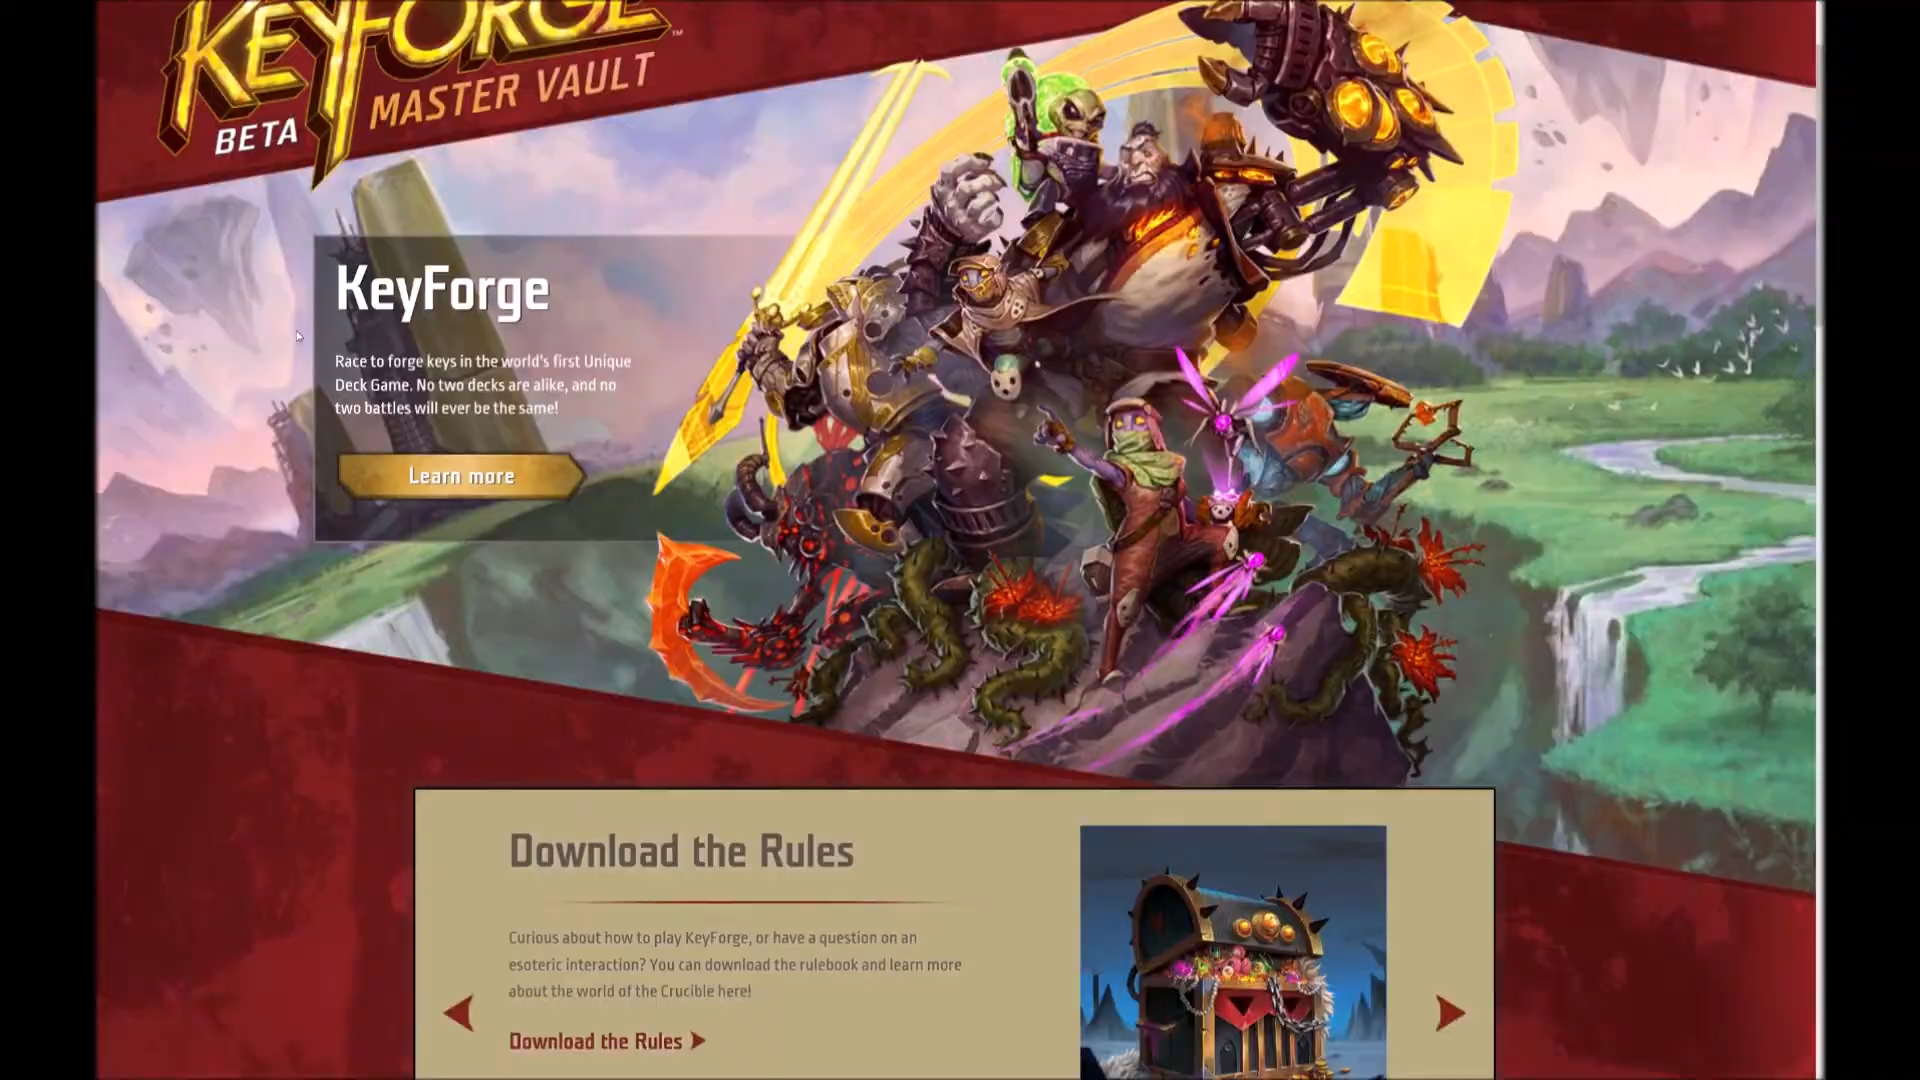 KEYFORGE
™
MASTER VAULT
BETA
KeyForge
Race to forge keys in the world's first Unique
Deck Game. No two decks are alike, and no
two battles will ever be the same!
Learn more
Download the Rules
Curious about how to play KeyForge, or have a question on an
esoteric interaction? You can download the rulebook and learn more
about the world of the Crucible here!
Download the Rules